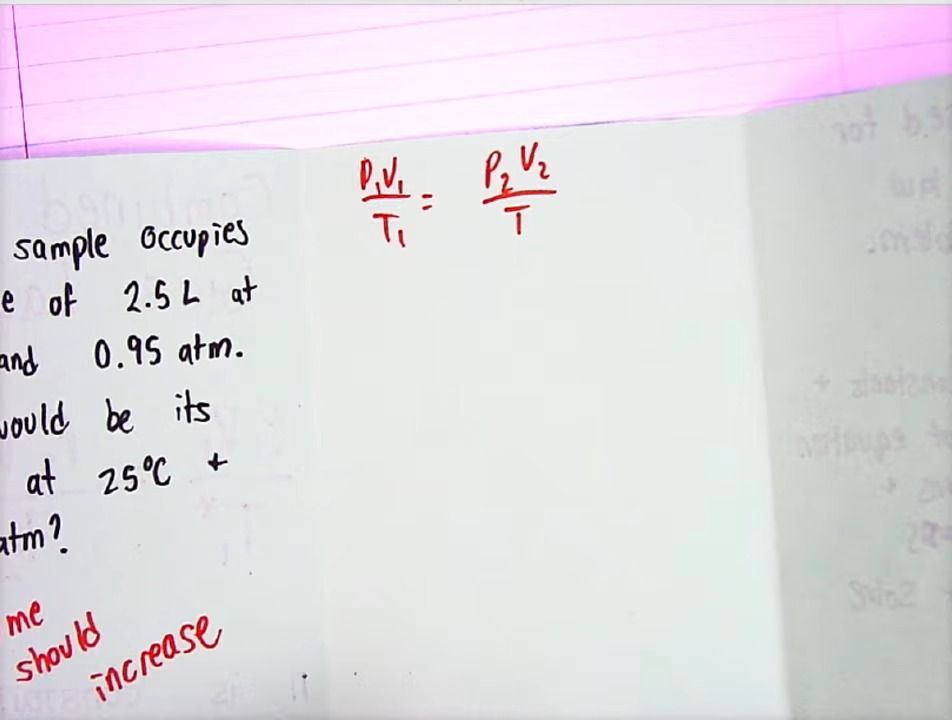 sample occupies
e of 2.5 L at
and 0.95 atm.
would be its
at 25°C +
atm?
me
should
increase
P₁V₁ / T₁ = P₂V₂ / T